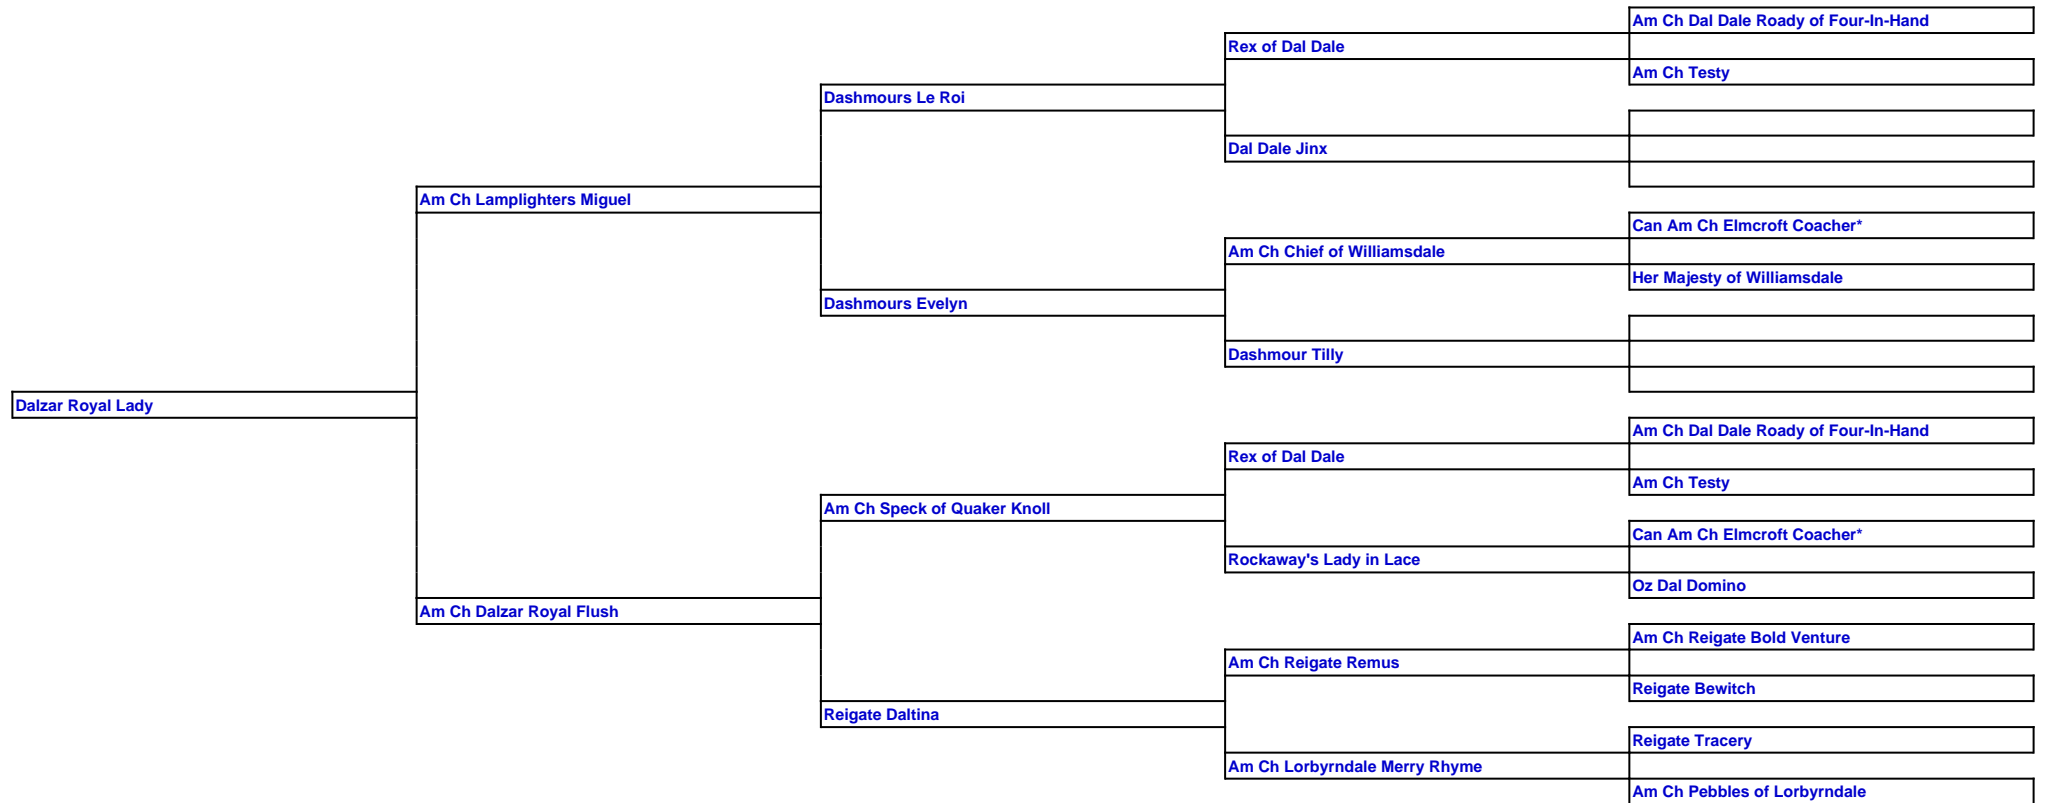 Am Ch Dal Dale Roady of Four-In-Hand
Rex of Dal Dale
Am Ch Testy
Dashmours Le Roi
Dal Dale Jinx
Am Ch Lamplighters Miguel
Can Am Ch Elmcroft Coacher*
Am Ch Chief of Williamsdale
Her Majesty of Williamsdale
Dashmours Evelyn
Dashmour Tilly
Dalzar Royal Lady
Am Ch Dal Dale Roady of Four-In-Hand
Rex of Dal Dale
Am Ch Testy
Am Ch Speck of Quaker Knoll
Can Am Ch Elmcroft Coacher*
Rockaway's Lady in Lace
Oz Dal Domino
Am Ch Dalzar Royal Flush
Am Ch Reigate Bold Venture
Am Ch Reigate Remus
Reigate Bewitch
Reigate Daltina
Reigate Tracery
Am Ch Lorbyrndale Merry Rhyme
Am Ch Pebbles of Lorbyrndale